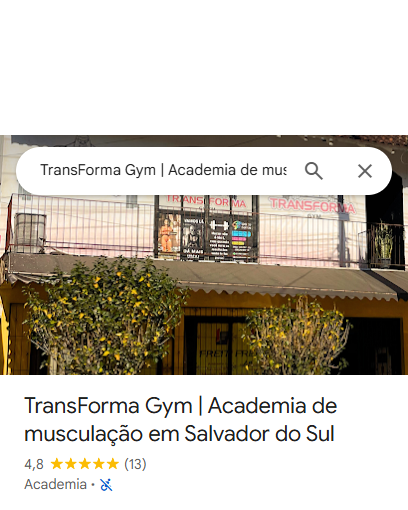 TransForma Gym | Academia de mus
TRANSFORMA
TRANSFORMA
TransForma Gym | Academia de
musculação em Salvador do Sul
4,8 (13)
Academia ·